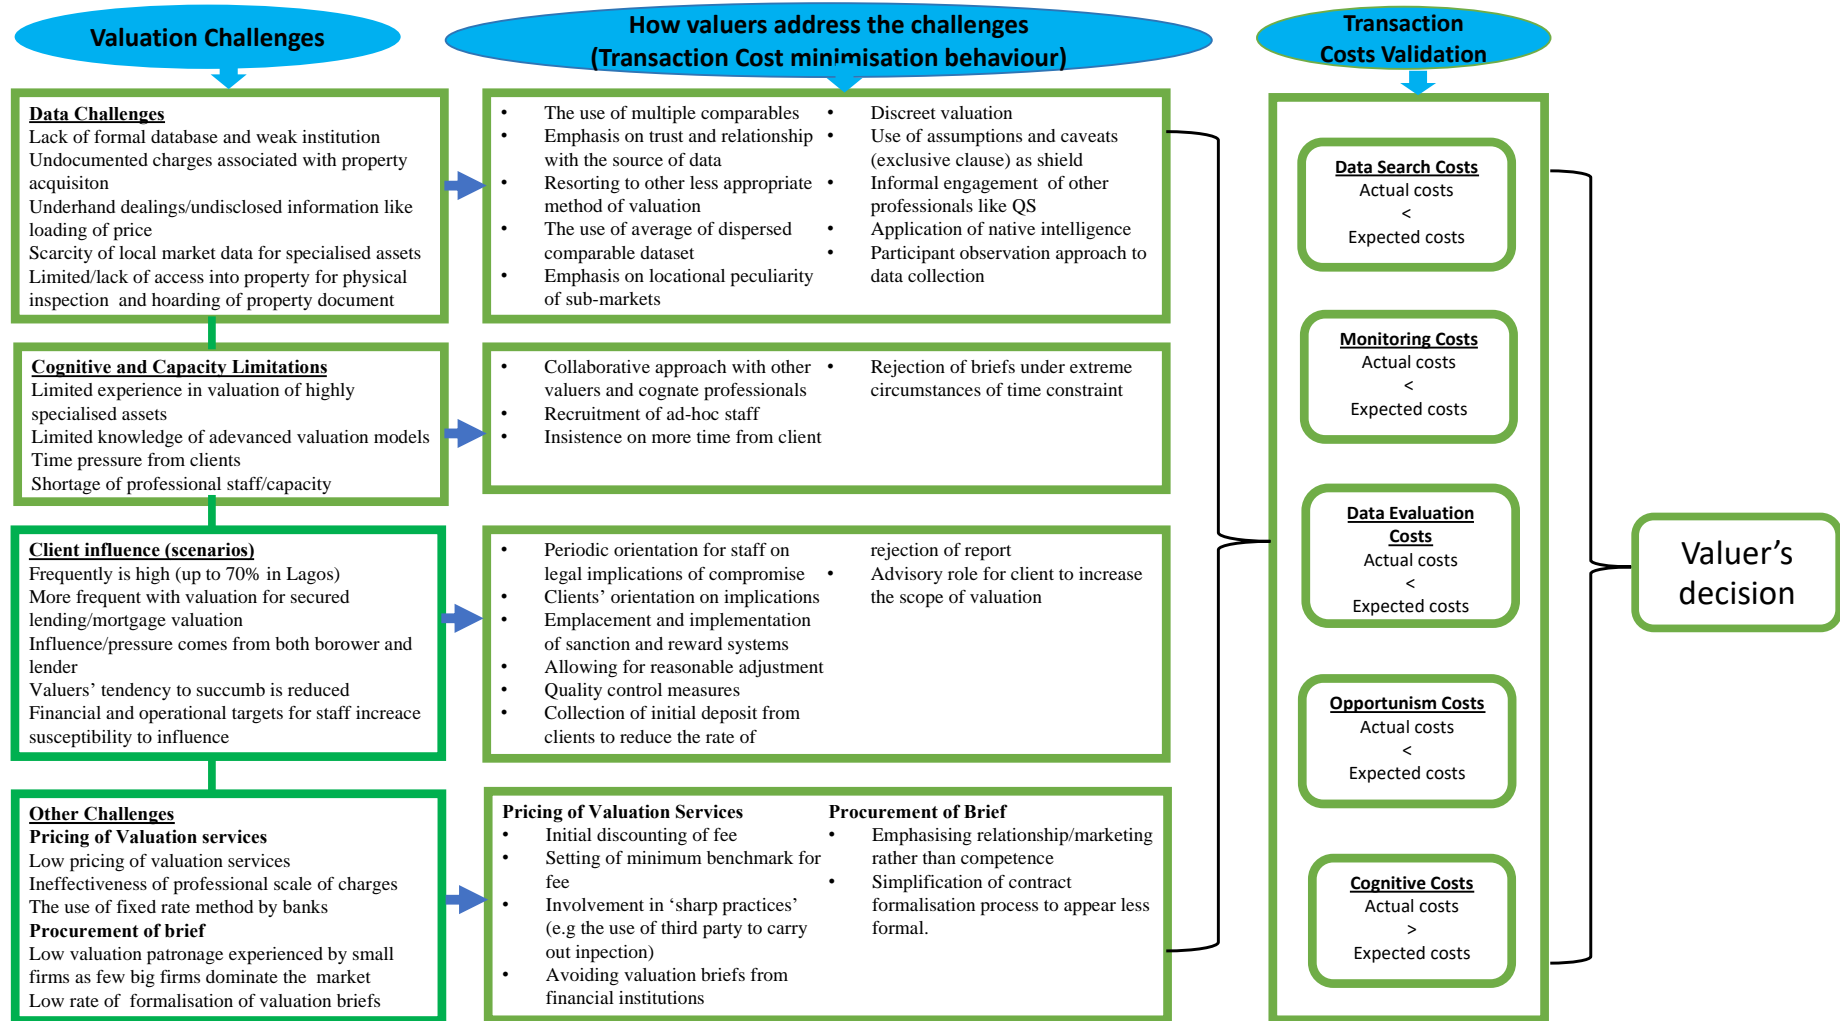 Valuation Challenges
How valuers address the challenges
(Transaction Cost minimisation behaviour)
Transaction
Costs Validation
Data Challenges
Lack of formal database and weak institution
Undocumented charges associated with property
acquisiton
Underhand dealings/undisclosed information like
loading of price
Scarcity of local market data for specialised assets
Limited/lack of access into property for physical
inspection and hoarding of property document
• The use of multiple comparables
• Emphasis on trust and relationship
with the source of data
• Resorting to other less appropriate
method of valuation
• The use of average of dispersed
comparable dataset
• Emphasis on locational peculiarity
of sub-markets
• Discreet valuation
• Use of assumptions and caveats
(exclusive clause) as shield
• Informal engagement of other
professionals like QS
• Application of native intelligence
• Participant observation approach to
data collection
Cognitive and Capacity Limitations
Limited experience in valuation of highly
specialised assets
Limited knowledge of adevanced valuation models
Time pressure from clients
Shortage of professional staff/capacity
• Collaborative approach with other
valuers and cognate professionals
• Recruitment of ad-hoc staff
• Insistence on more time from client
• Rejection of briefs under extreme
circumstances of time constraint
Client influence (scenarios)
Frequently is high (up to 70% in Lagos)
More frequent with valuation for secured
lending/mortgage valuation
Influence/pressure comes from both borower and
lender
Valuers’ tendency to succumb is reduced
Financial and operational targets for staff increace
susceptibility to influence
• Periodic orientation for staff on
legal implications of compromise
• Clients’ orientation on implications
• Emplacement and implementation
of sanction and reward systems
• Allowing for reasonable adjustment
• Quality control measures
• Collection of initial deposit from
clients to reduce the rate of
rejection of report
• Advisory role for client to increase
the scope of valuation
Other Challenges
Pricing of Valuation services
Low pricing of valuation services
Ineffectiveness of professional scale of charges
The use of fixed rate method by banks
Procurement of brief
Low valuation patronage experienced by small
firms as few big firms dominate the market
Low rate of formalisation of valuation briefs
Pricing of Valuation Services
• Initial discounting of fee
• Setting of minimum benchmark for
fee
• Involvement in ‘sharp practices’
(e.g the use of third party to carry
out inpection)
• Avoiding valuation briefs from
financial institutions
Procurement of Brief
• Emphasising relationship/marketing
rather than competence
• Simplification of contract
formalisation process to appear less
formal.
Data Search Costs
Actual costs
<
Expected costs
Monitoring Costs
Actual costs
<
Expected costs
Data Evaluation
Costs
Actual costs
<
Expected costs
Opportunism Costs
Actual costs
<
Expected costs
Cognitive Costs
Actual costs
>
Expected costs
Valuer’s
decision